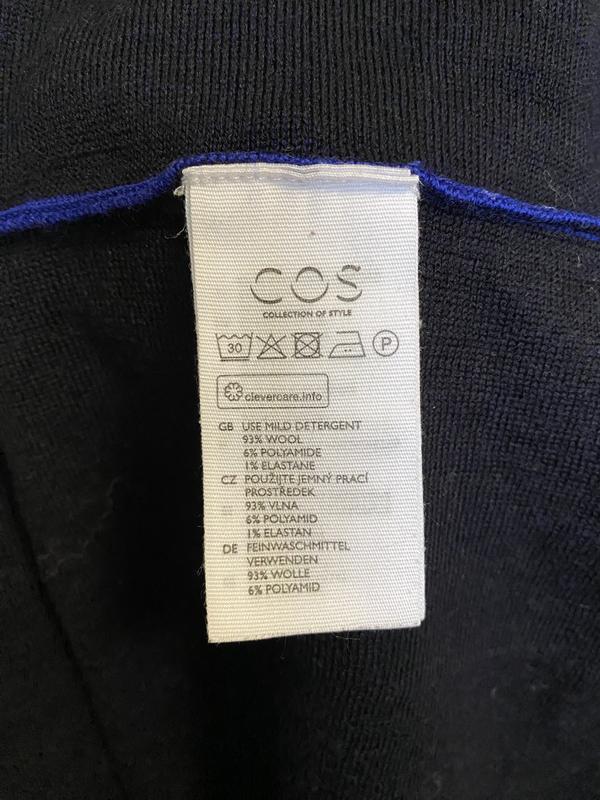 COS
COLLECTION OF STYLE
30 P
clevercare.info
GB USE MILD DETERGENT
93% WOOL
6% POLYAMIDE
1% ELASTANE
CZ POUŽIJTE JEMNÝ PRACÍ
PROSTŘEDEK
93% VLNA
6% POLYAMID
1% ELASTAN
DE FEINWASCHMITTEL
VERWENDEN
93% WOLLE
6% POLYAMID